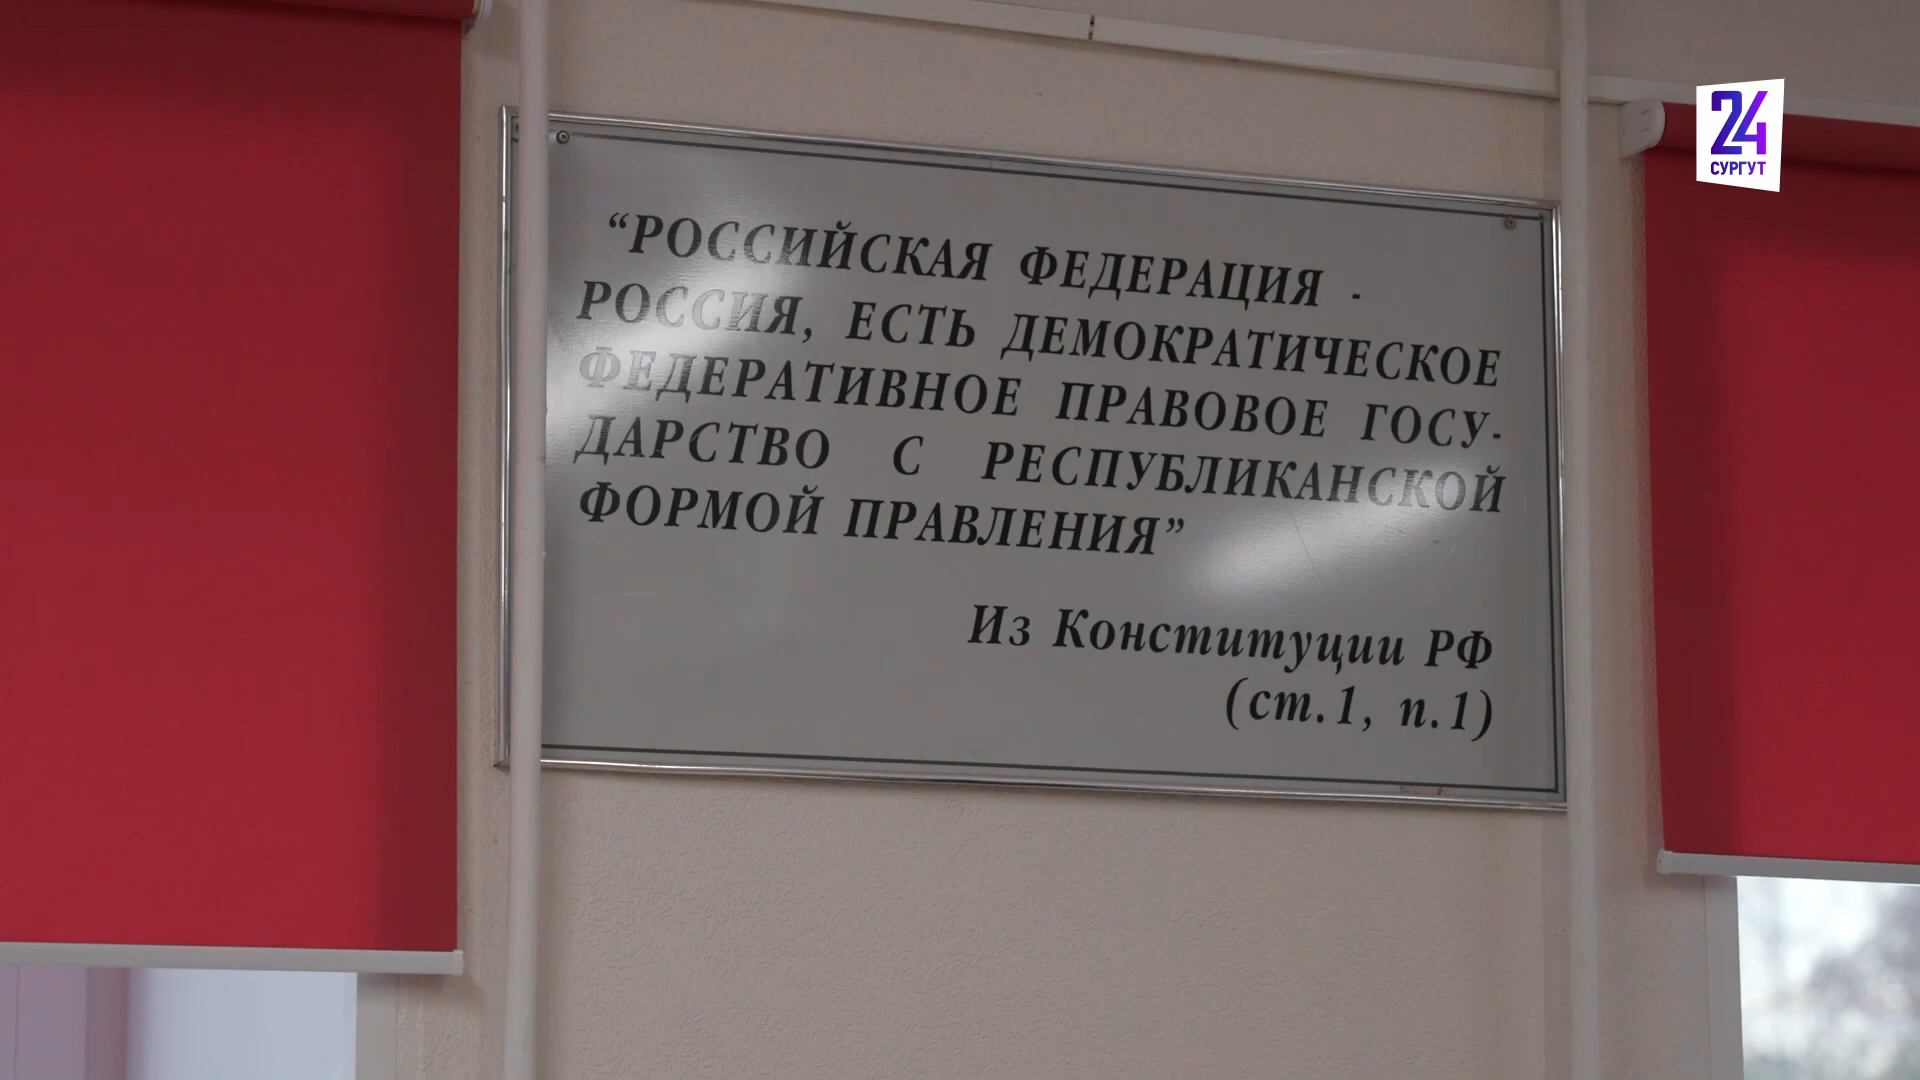 24
СУРГУТ
“РОССИЙСКАЯ ФЕДЕРАЦИЯ -
РОССИЯ, ЕСТЬ ДЕМОКРАТИЧЕСКОЕ
ФЕДЕРАТИВНОЕ ПРАВОВОЕ ГОСУ-
ДАРСТВО С РЕСПУБЛИКАНСКОЙ
ФОРМОЙ ПРАВЛЕНИЯ”
Из Конституции РФ
(ст.1, п.1)